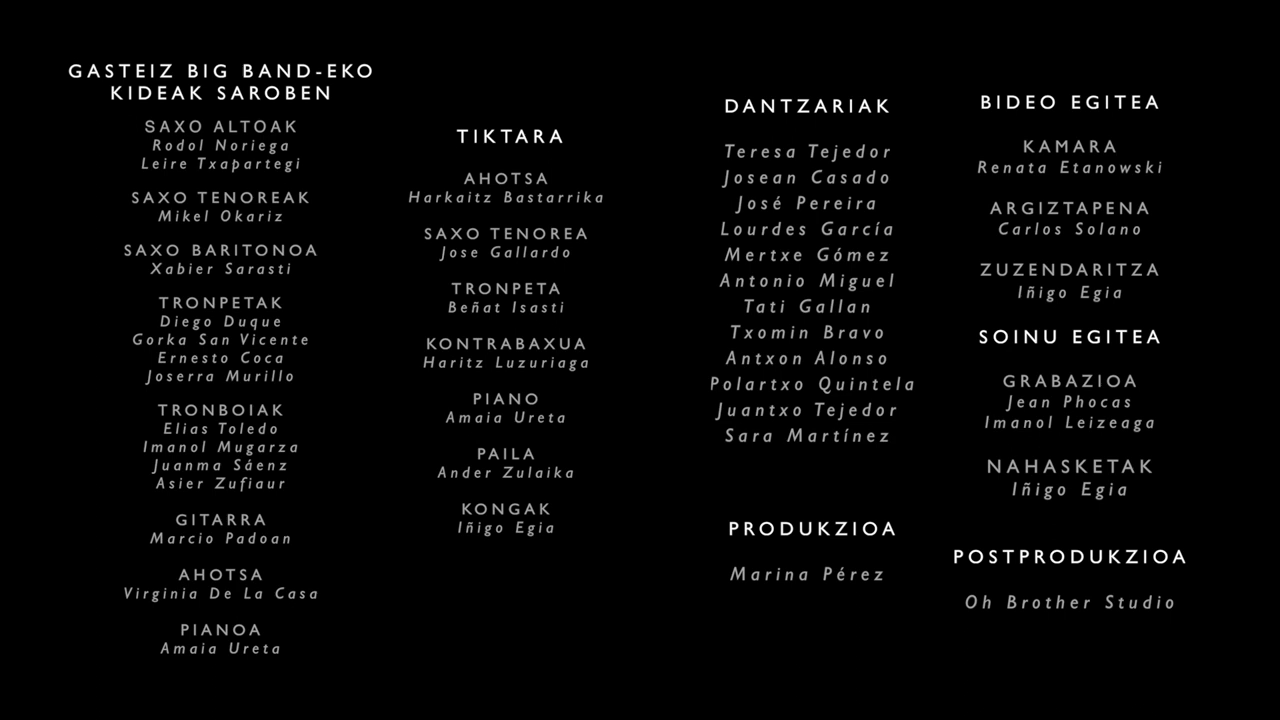 GASTEIZ BIG BAND-EKO
KIDEAK SAROBEN
SAXO ALTOAK
Rodol Noriega
Leire Txapartegi
SAXO TENOREAK
Mikel Okariz
SAXO BARITONOA
Xabier Sarasti
TRONPETAK
Diego Duque
Gorka San Vicente
Ernesto Coca
Joserra Murillo
TRONBOIAK
Elias Toledo
Imanol Mugarza
Juanma Sáenz
Asier Zufiaur
GITARRA
Marcio Padoan
AHOTSA
Virginia De La Casa
PIANOA
Amaia Ureta
TIKTARA
AHOTSA
Harkaitz Bastarrika
SAXO TENOREA
Jose Gallardo
TRONPETA
Beñat Isasti
KONTRABAXUA
Haritz Luzuriaga
PIANO
Amaia Ureta
PAILA
Ander Zulaika
KONGAK
Iñigo Egia
DANTZARIAK
Teresa Tejedor
Josean Casado
José Pereira
Lourdes García
Mertxe Gómez
Antonio Miguel
Tati Gallan
Txomin Bravo
Antxon Alonso
Polartxo Quintela
Juantxo Tejedor
Sara Martínez
PRODUKZIOA
Marina Pérez
BIDEO EGITEA
KAMARA
Renata Etanowski
ARGIZTAPENA
Carlos Solano
ZUZENDARITZA
Iñigo Egia
SOINU EGITEA
GRABAZIOA
Jean Phocas
Imanol Leizeaga
NAHASKETAK
Iñigo Egia
POSTPRODUKZIOA
Oh Brother Studio